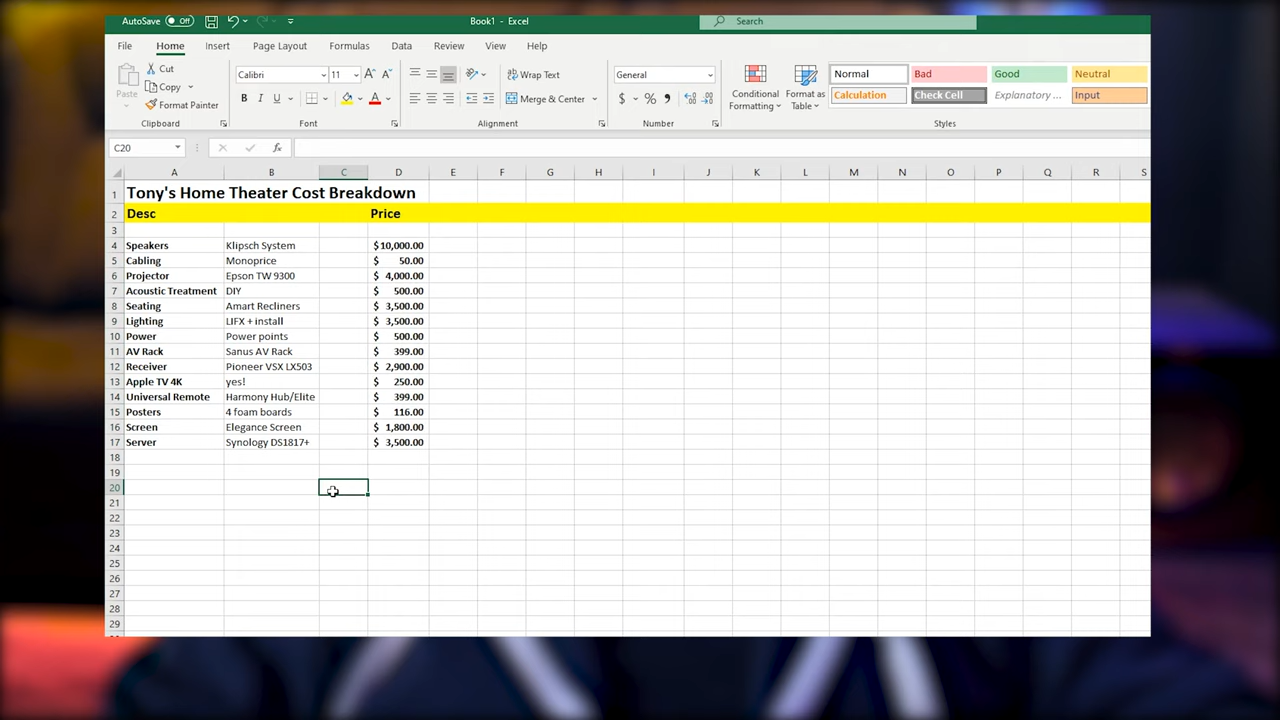 AutoSave Off Book1 - Excel Search
File Home Insert Page Layout Formulas Data Review View Help
Paste Cut Copy Format Painter Clipboard
Calibri 11 A A B I U A Font
Wrap Text Merge & Center Alignment
General $ % Number
Conditional Formatting Format as Table
Normal Bad Good Neutral
Calculation Check Cell Explanatory ... Input
Styles
C20 fx
A B C D E F G H I J K L M N O P Q R S
1 Tony's Home Theater Cost Breakdown
2 Desc Price
3
4 Speakers Klipsch System $10,000.00
5 Cabling Monoprice $ 50.00
6 Projector Epson TW 9300 $ 4,000.00
7 Acoustic Treatment DIY $ 500.00
8 Seating Amart Recliners $ 3,500.00
9 Lighting LIFX + install $ 3,500.00
10 Power Power points $ 500.00
11 AV Rack Sanus AV Rack $ 399.00
12 Receiver Pioneer VSX LX503 $ 2,900.00
13 Apple TV 4K yes! $ 250.00
14 Universal Remote Harmony Hub/Elite $ 399.00
15 Posters 4 foam boards $ 116.00
16 Screen Elegance Screen $ 1,800.00
17 Server Synology DS1817+ $ 3,500.00
18
19
20
21
22
23
24
25
26
27
28
29